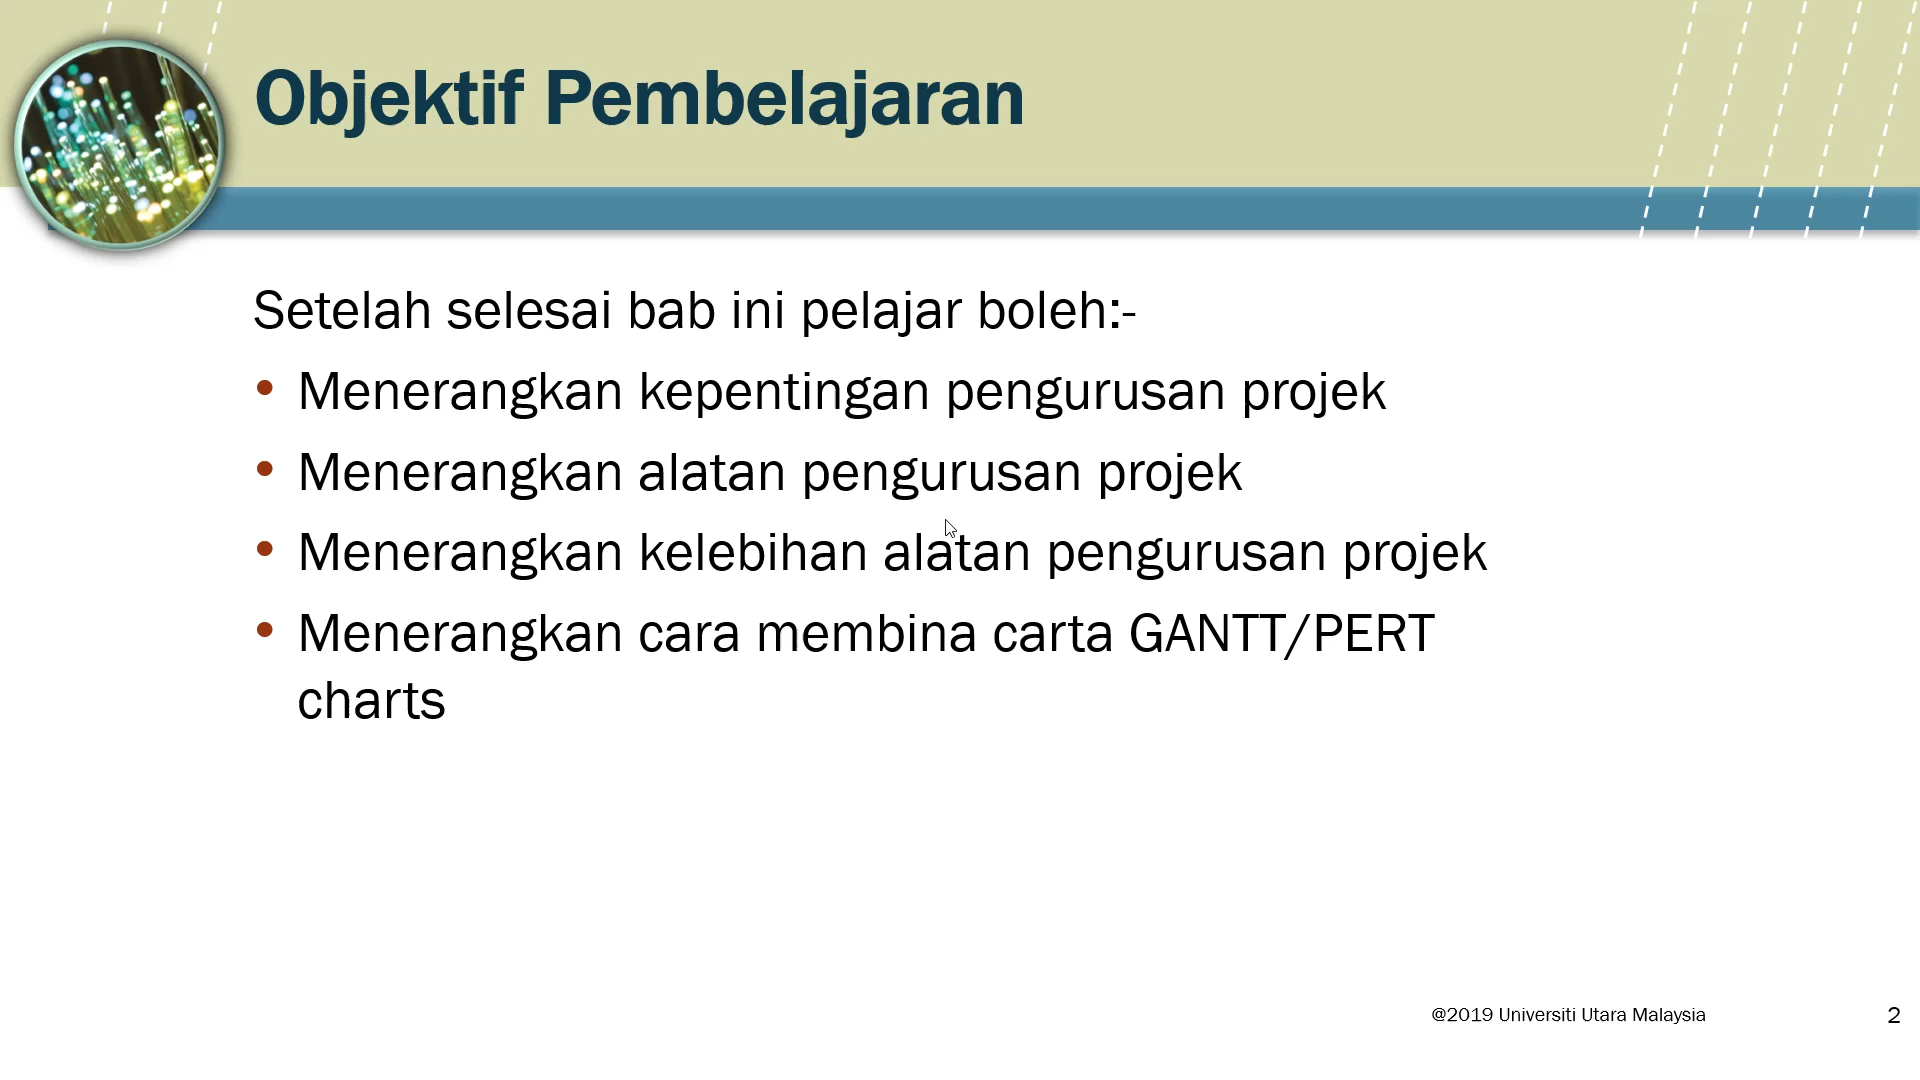 Objektif Pembelajaran
Setelah selesai bab ini pelajar boleh:-
• Menerangkan kepentingan pengurusan projek
• Menerangkan alatan pengurusan projek
• Menerangkan kelebihan alatan pengurusan projek
• Menerangkan cara membina carta GANTT/PERT
charts
@2019 Universiti Utara Malaysia
2